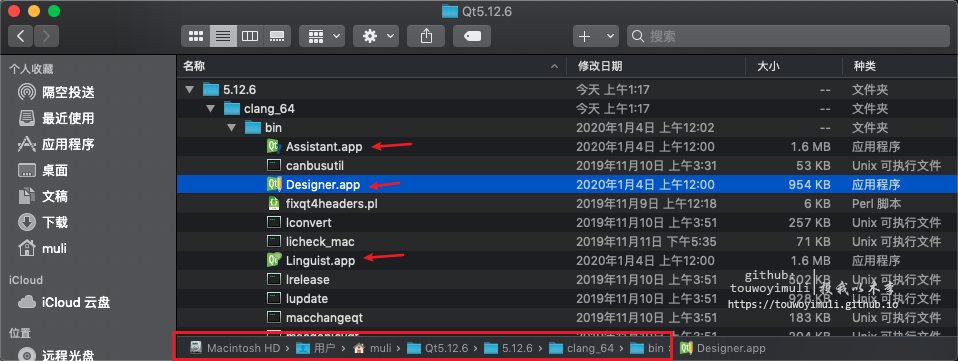 Qt5.12.6
搜索
个人收藏
隔空投送
最近使用
应用程序
桌面
文稿
下载
muli
iCloud
iCloud 云盘
位置
远程光盘
名称 修改日期 大小 种类
5.12.6 今天 上午1:17 -- 文件夹
clang_64 今天 上午1:17 -- 文件夹
bin 2020年1月4日 上午12:02 -- 文件夹
Assistant.app 2020年1月4日 上午12:00 1.6 MB 应用程序
canbusutil 2019年11月10日 上午3:31 53 KB Unix 可执行文件
Designer.app 2020年1月4日 上午12:00 954 KB 应用程序
fixqt4headers.pl 2019年11月9日 上午12:18 6 KB Perl 脚本
lconvert 2019年11月10日 上午3:51 257 KB Unix 可执行文件
licheck_mac 2019年11月11日 下午5:35 71 KB Unix 可执行文件
Linguist.app 2020年1月4日 上午12:00 1.6 MB 应用程序
lrelease 2019年11月10日 上午3:51 502 KB Unix 可执行文件
lupdate 2019年11月10日 上午3:51 928 KB Unix 可执行文件
macchangeqt 2019年11月10日 上午3:51 183 KB Unix 可执行文件
macdeployqt 2019年11月10日 上午3:51 204 KB Unix 可执行文件
github:
touwoyimuli|投我以木李
https://touwoyimuli.github.io
Macintosh HD › 用户 › muli › Qt5.12.6 › 5.12.6 › clang_64 › bin › Designer.app